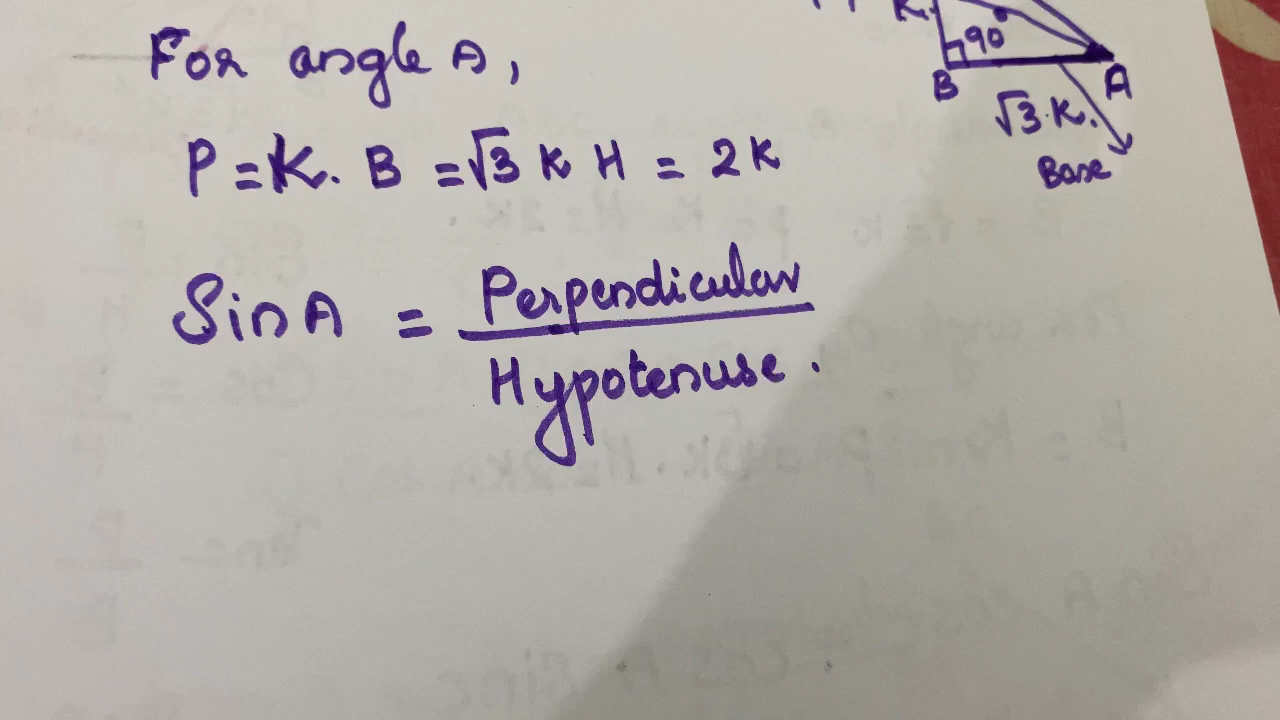 K.
90°
B
A
√3.K.
Base
For angle A,
P = K. B = √3 K H = 2K
Sin A = Perpendicular
Hypotenuse.